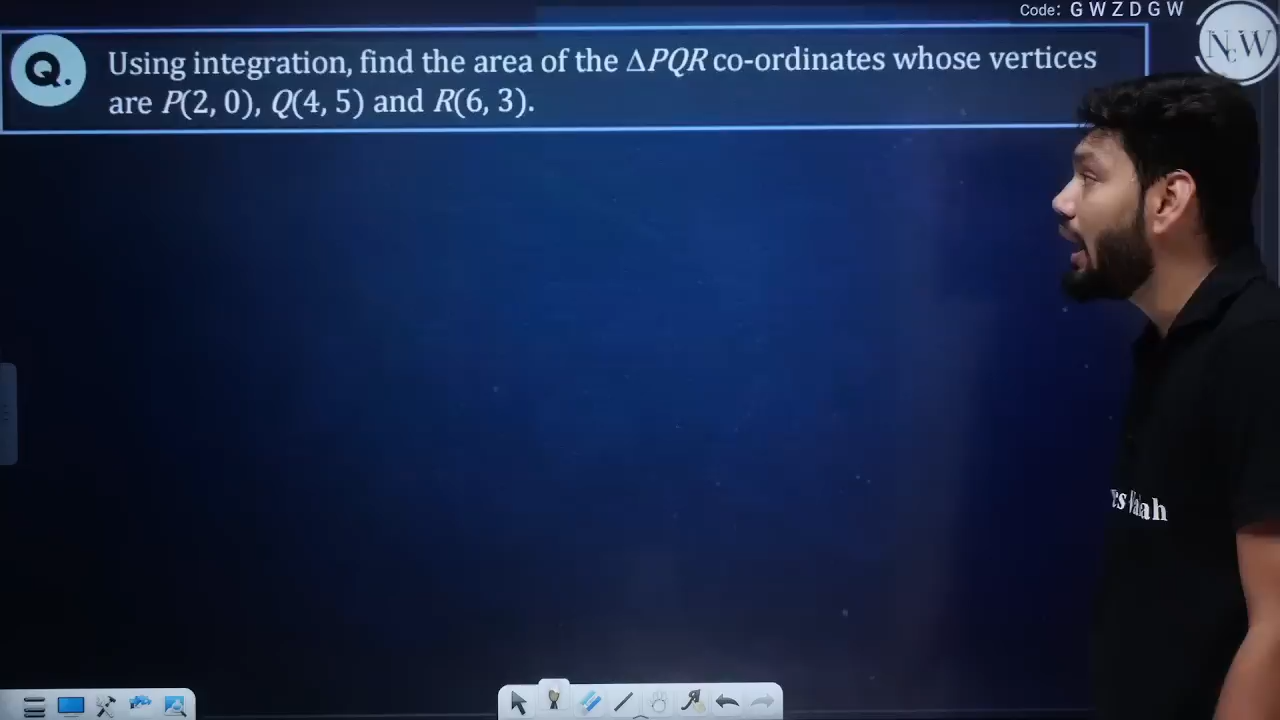 Code: G W Z D G W
NcW
Q. Using integration, find the area of the ΔPQR co-ordinates whose vertices
are P(2, 0), Q(4, 5) and R(6, 3).